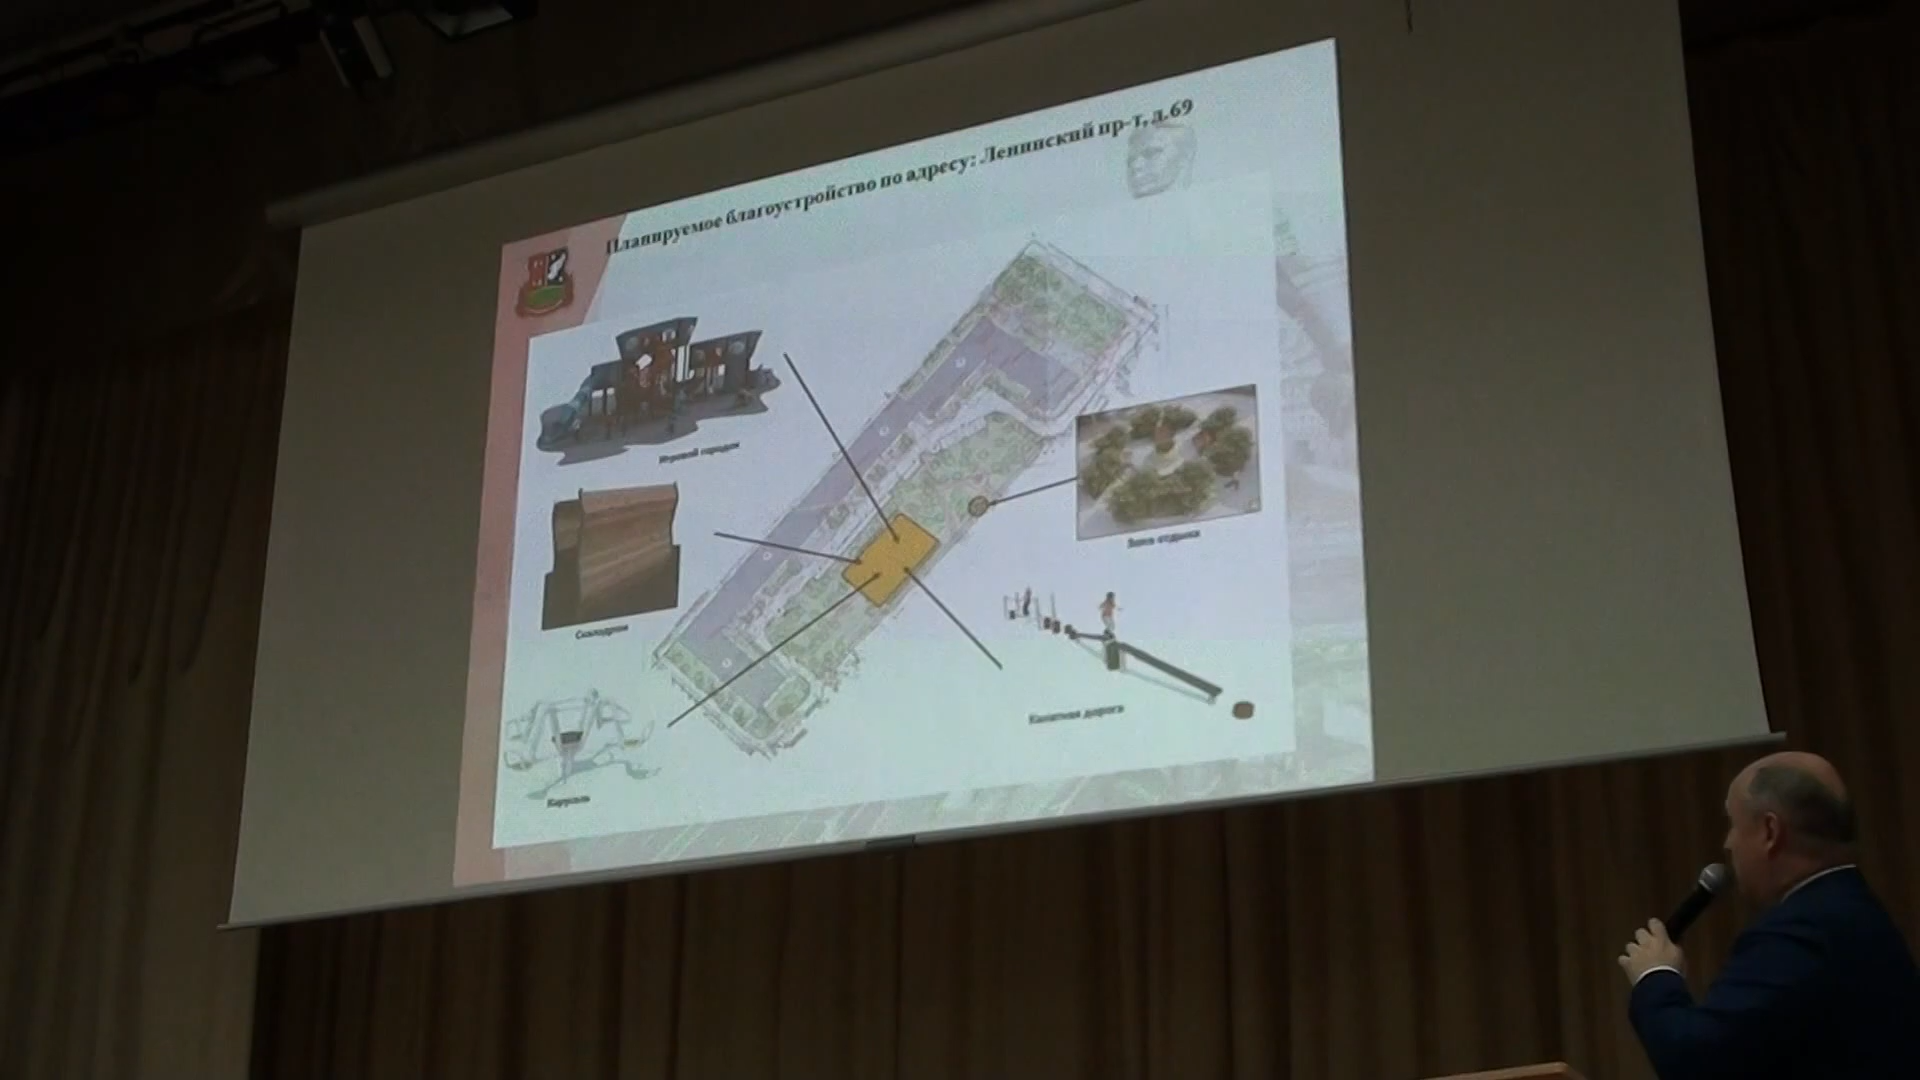 Планируемое благоустройство по адресу: Ленинский пр-т, д.69
Игровой городок
Скалодром
Зона отдыха
Канатная дорога
Карусель